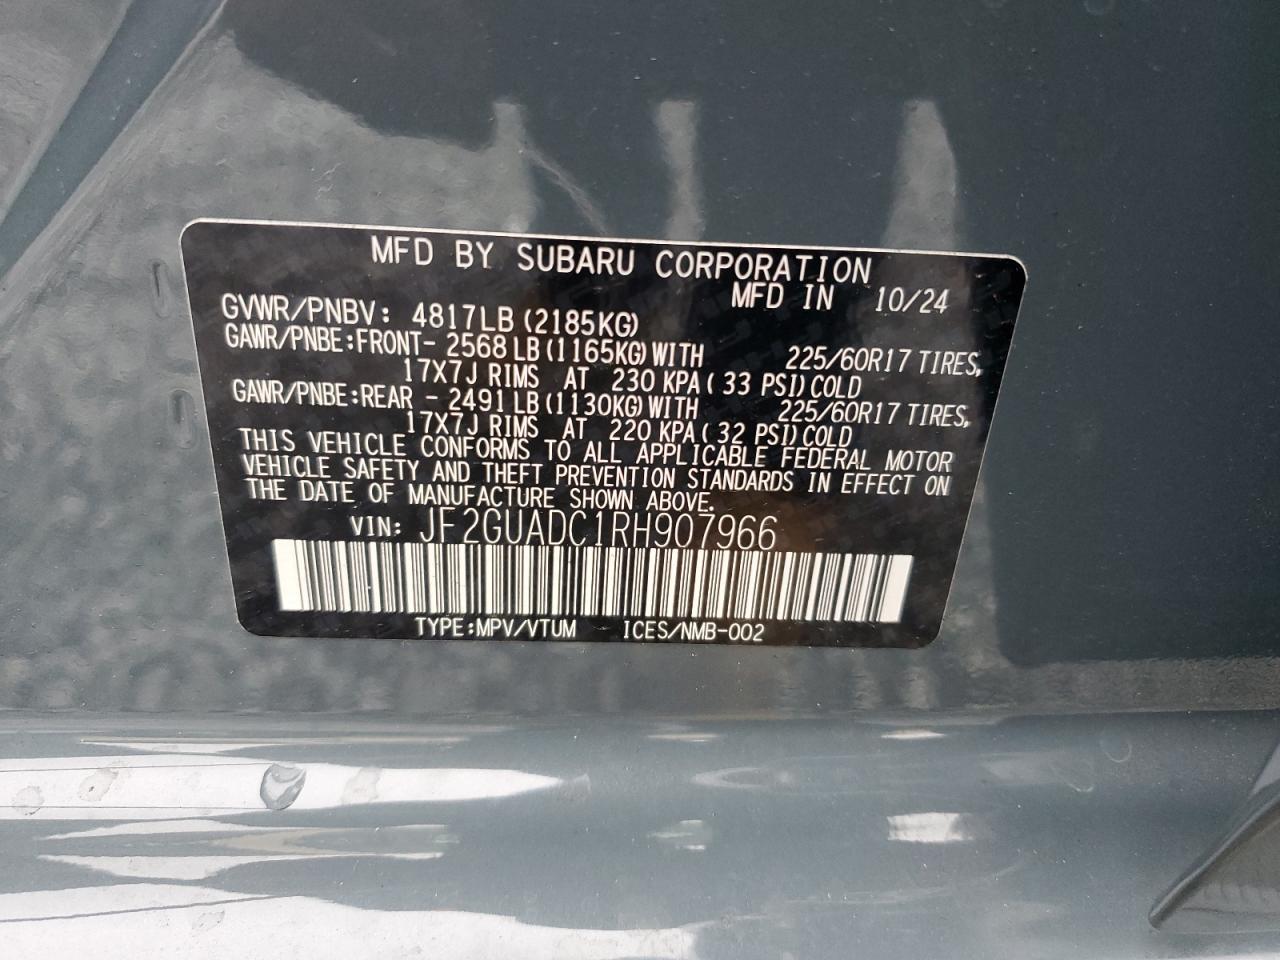 MFD BY SUBARU CORPORATION
MFD IN 10/24
GVWR/PNBV: 4817LB (2185KG)
GAWR/PNBE:FRONT- 2568 LB (1165KG) WITH 225/60R17 TIRES,
17X7J RIMS AT 230 KPA ( 33 PSI) COLD
GAWR/PNBE:REAR - 2491 LB (1130KG) WITH 225/60R17 TIRES,
17X7J RIMS AT 220 KPA ( 32 PSI) COLD
THIS VEHICLE CONFORMS TO ALL APPLICABLE FEDERAL MOTOR
VEHICLE SAFETY AND THEFT PREVENTION STANDARDS IN EFFECT ON
THE DATE OF MANUFACTURE SHOWN ABOVE.
VIN: JF2GUADC1RH907966
TYPE:MPV/VTUM ICES/NMB-002